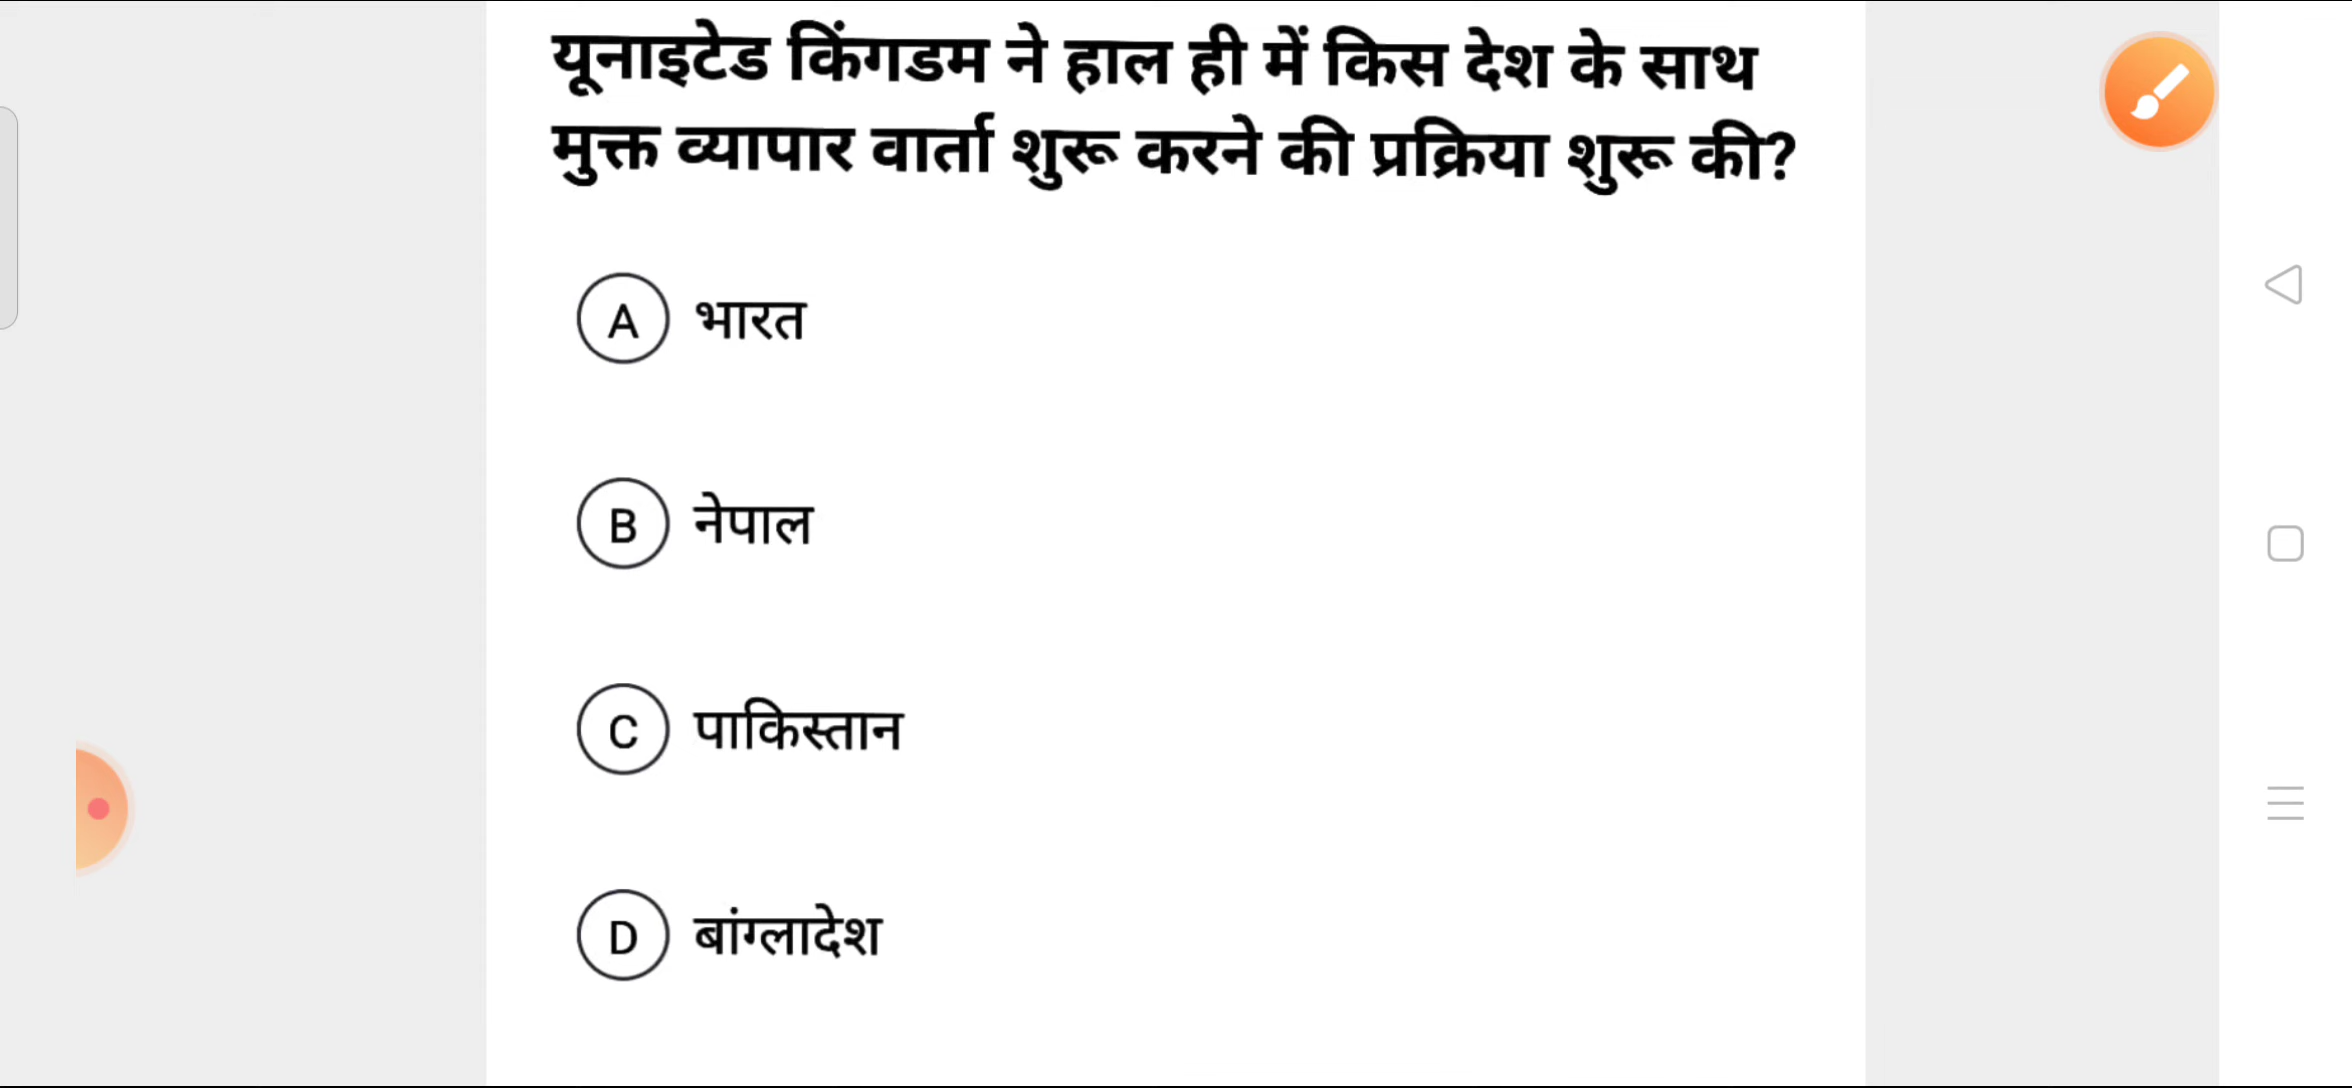 यूनाइटेड किंगडम ने हाल ही में किस देश के साथ
मुक्त व्यापार वार्ता शुरू करने की प्रक्रिया शुरू की?
A भारत
B नेपाल
C पाकिस्तान
D बांग्लादेश